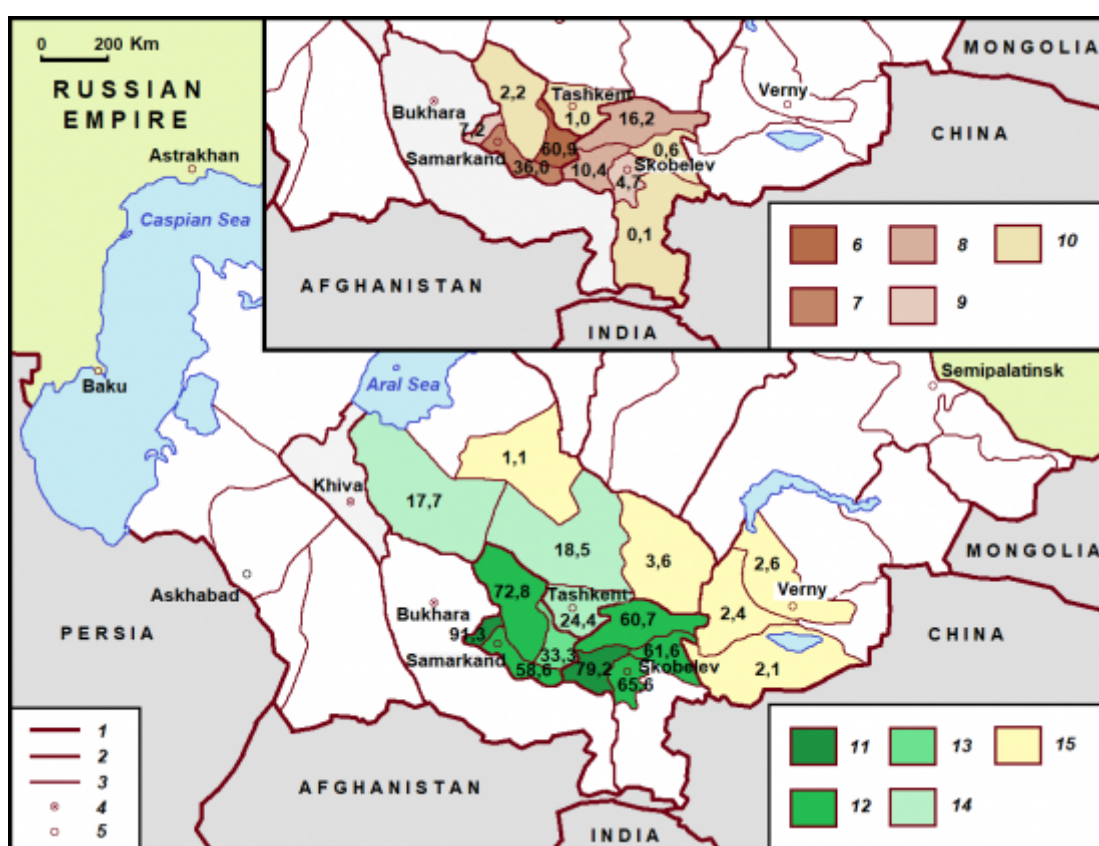 0 200 Km
RUSSIAN
EMPIRE
Astrakhan
Caspian Sea
Baku
MONGOLIA
CHINA
Verny
Tashkent
Bukhara
2,2
1,0
16,2
7,2
60,9
0,6
Samarkand
Skobelev
36,0
10,4
4,7
0,1
AFGHANISTAN
INDIA
6 8 10
7 9
Aral Sea
Semipalatinsk
1,1
Khiva
17,7
18,5
3,6
2,6
MONGOLIA
Askhabad
72,8
Tashkent
Verny
Bukhara
24,4
60,7
2,4
PERSIA
91,3
CHINA
Samarkand
33,3
61,6
58,6
79,2
Skobelev
2,1
65,6
1
2
3
4
5
AFGHANISTAN
INDIA
11 13 15
12 14